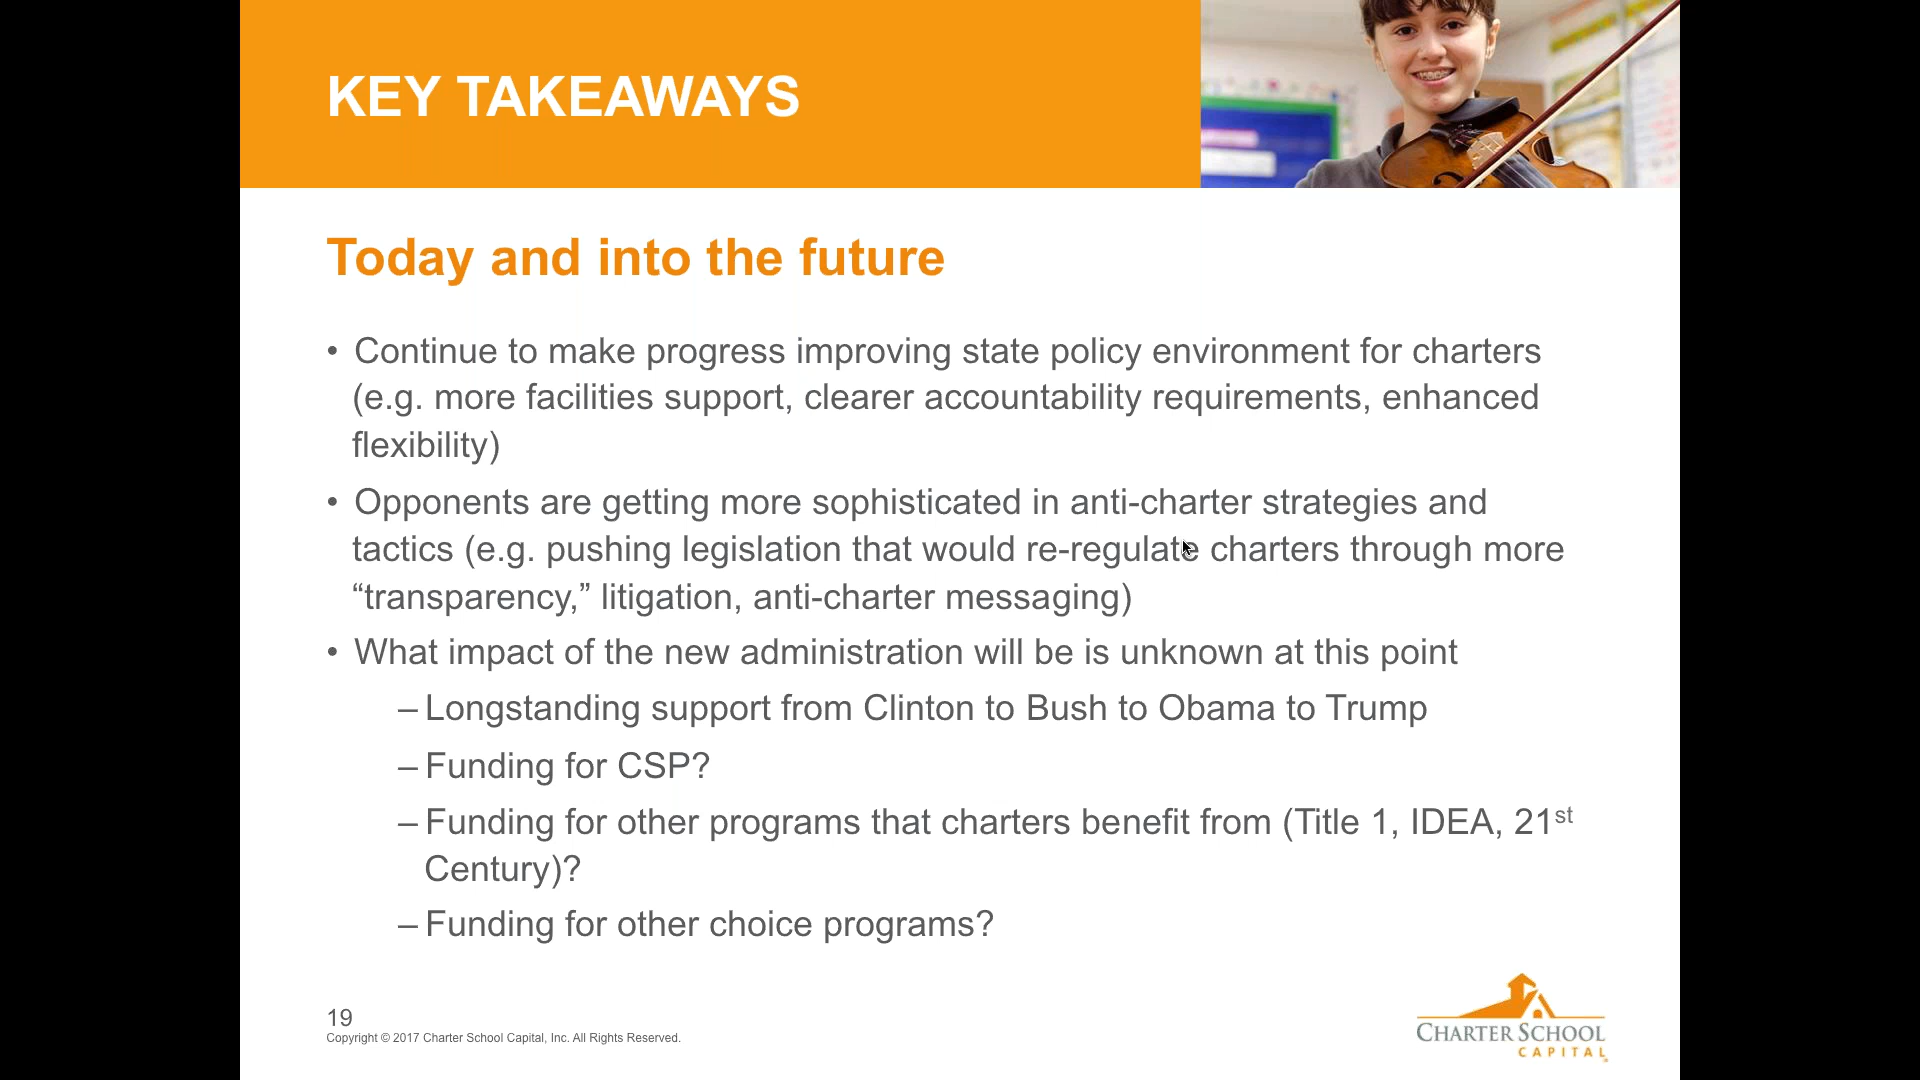 KEY TAKEAWAYS
Today and into the future
• Continue to make progress improving state policy environment for charters
(e.g. more facilities support, clearer accountability requirements, enhanced
flexibility)
• Opponents are getting more sophisticated in anti-charter strategies and
tactics (e.g. pushing legislation that would re-regulate charters through more
“transparency,” litigation, anti-charter messaging)
• What impact of the new administration will be is unknown at this point
– Longstanding support from Clinton to Bush to Obama to Trump
– Funding for CSP?
– Funding for other programs that charters benefit from (Title 1, IDEA, 21st
Century)?
– Funding for other choice programs?
19
Copyright © 2017 Charter School Capital, Inc. All Rights Reserved.
CHARTER SCHOOL
CAPITAL